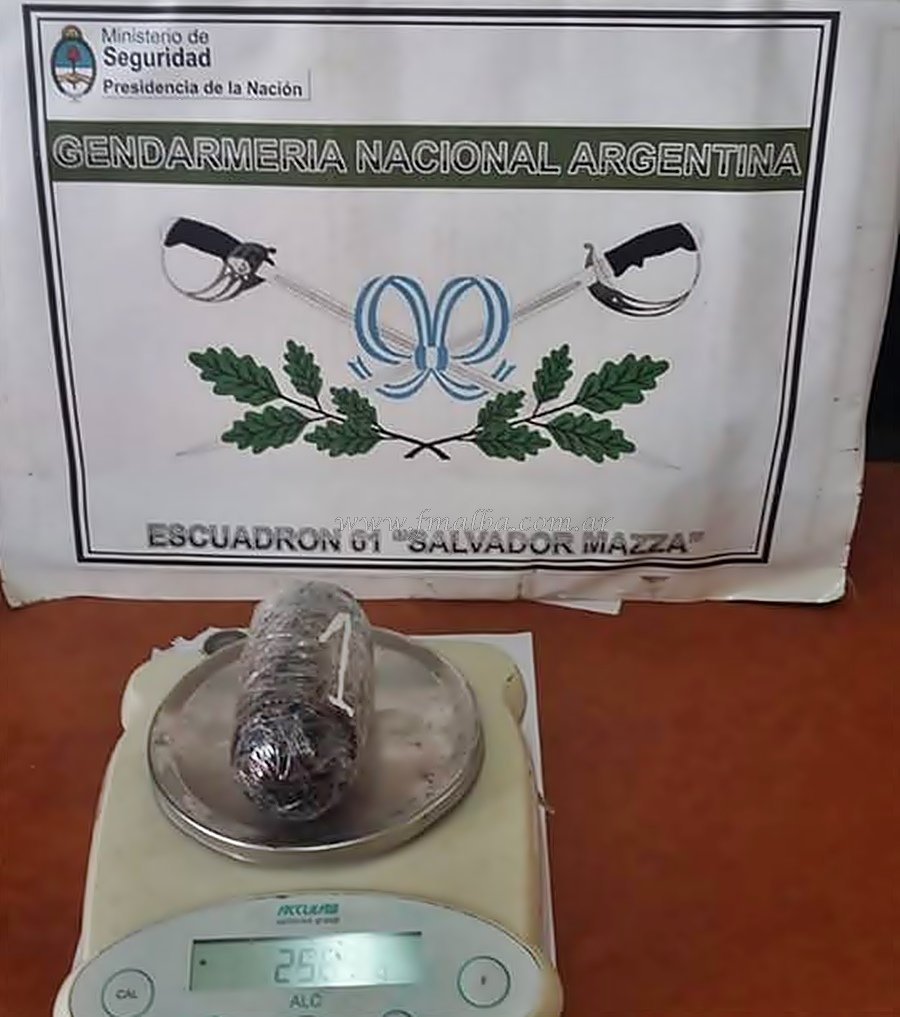 Ministerio de
Seguridad
Presidencia de la Nación
GENDARMERIA NACIONAL ARGENTINA
www.fmalba.com.ar
ESCUADRON 61 "SALVADOR MAZZA"
1
ACCULAB
CAL
ALC